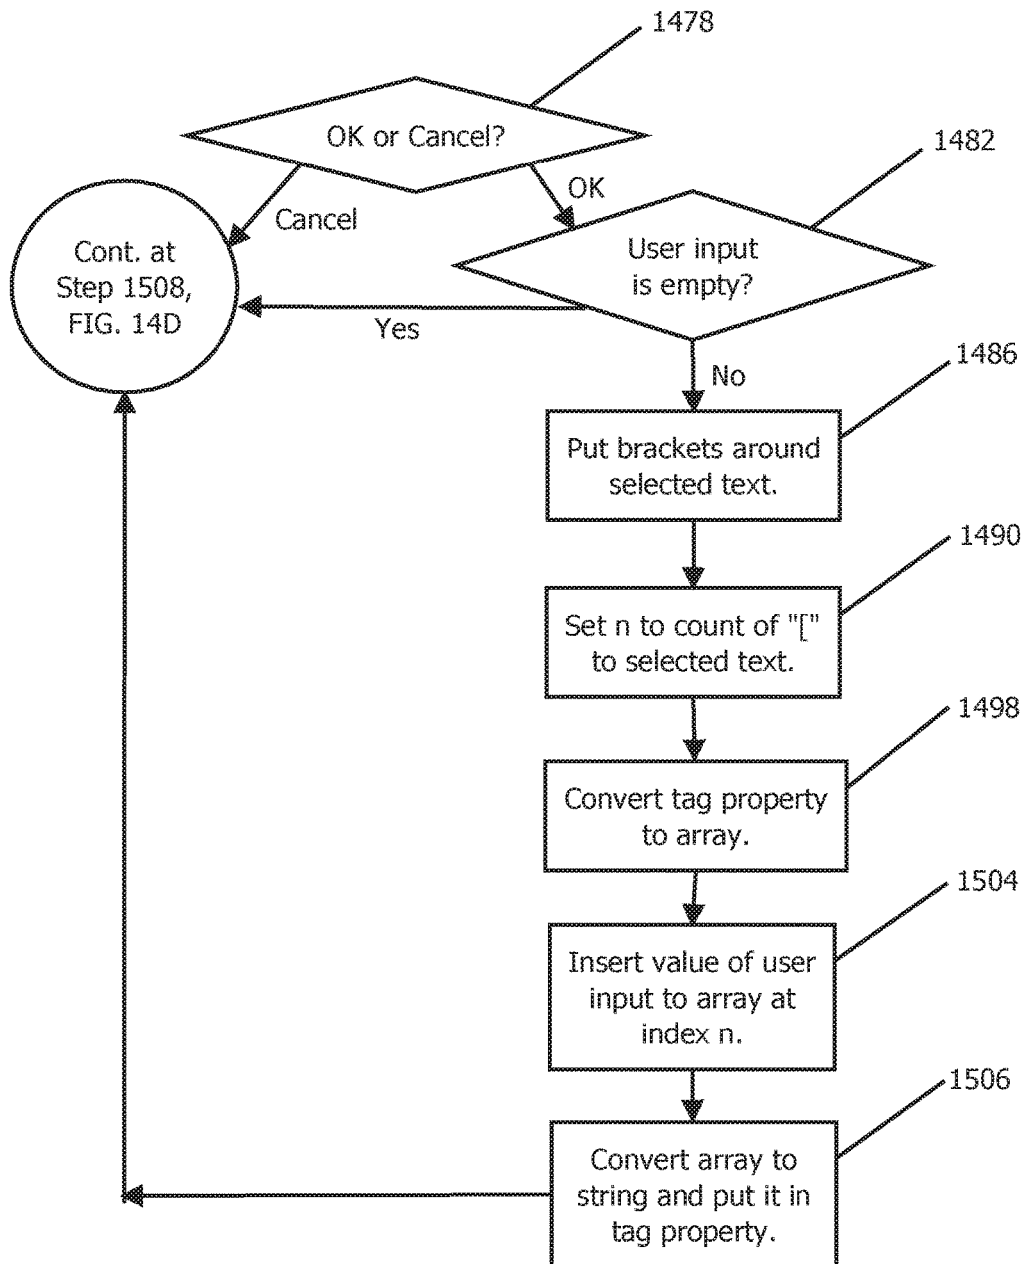 1478
OK or Cancel?
1482
OK
Cancel
User input
is empty?
Cont. at
Step 1508,
FIG. 14D
Yes
1486
No
Put brackets around
selected text.
1490
Set n to count of "["
to selected text.
1498
Convert tag property
to array.
1504
Insert value of user
input to array at
index n.
1506
Convert array to
string and put it in
tag property.